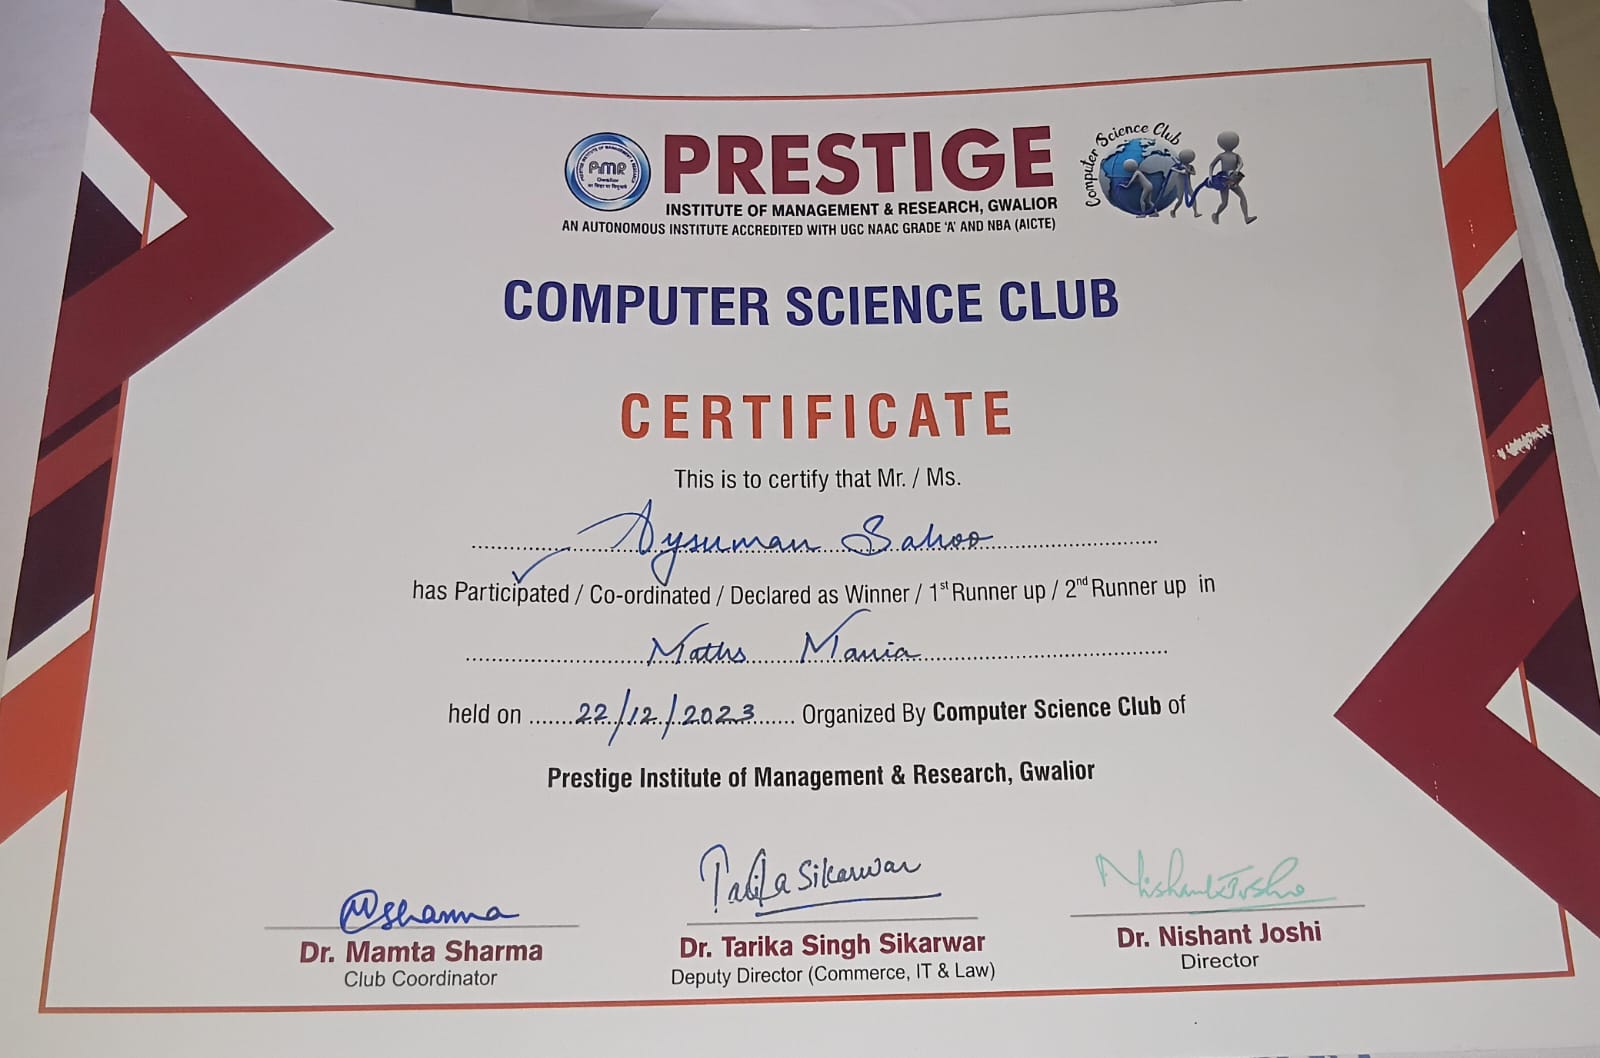 PRESTIGE
INSTITUTE OF MANAGEMENT & RESEARCH, GWALIOR
AN AUTONOMOUS INSTITUTE ACCREDITED WITH UGC NAAC GRADE 'A' AND NBA (AICTE)
PIMR
Gwalior
Computer Science Club
COMPUTER SCIENCE CLUB
CERTIFICATE
This is to certify that Mr. / Ms.
Aysuman Sahoo
has Participated / Co-ordinated / Declared as Winner / 1st Runner up / 2nd Runner up in
Maths Mania
held on 22/12/2023 Organized By Computer Science Club of
Prestige Institute of Management & Research, Gwalior
MSharma
Tarika Sikarwar
Nishant Joshi
Dr. Mamta Sharma
Club Coordinator
Dr. Tarika Singh Sikarwar
Deputy Director (Commerce, IT & Law)
Dr. Nishant Joshi
Director